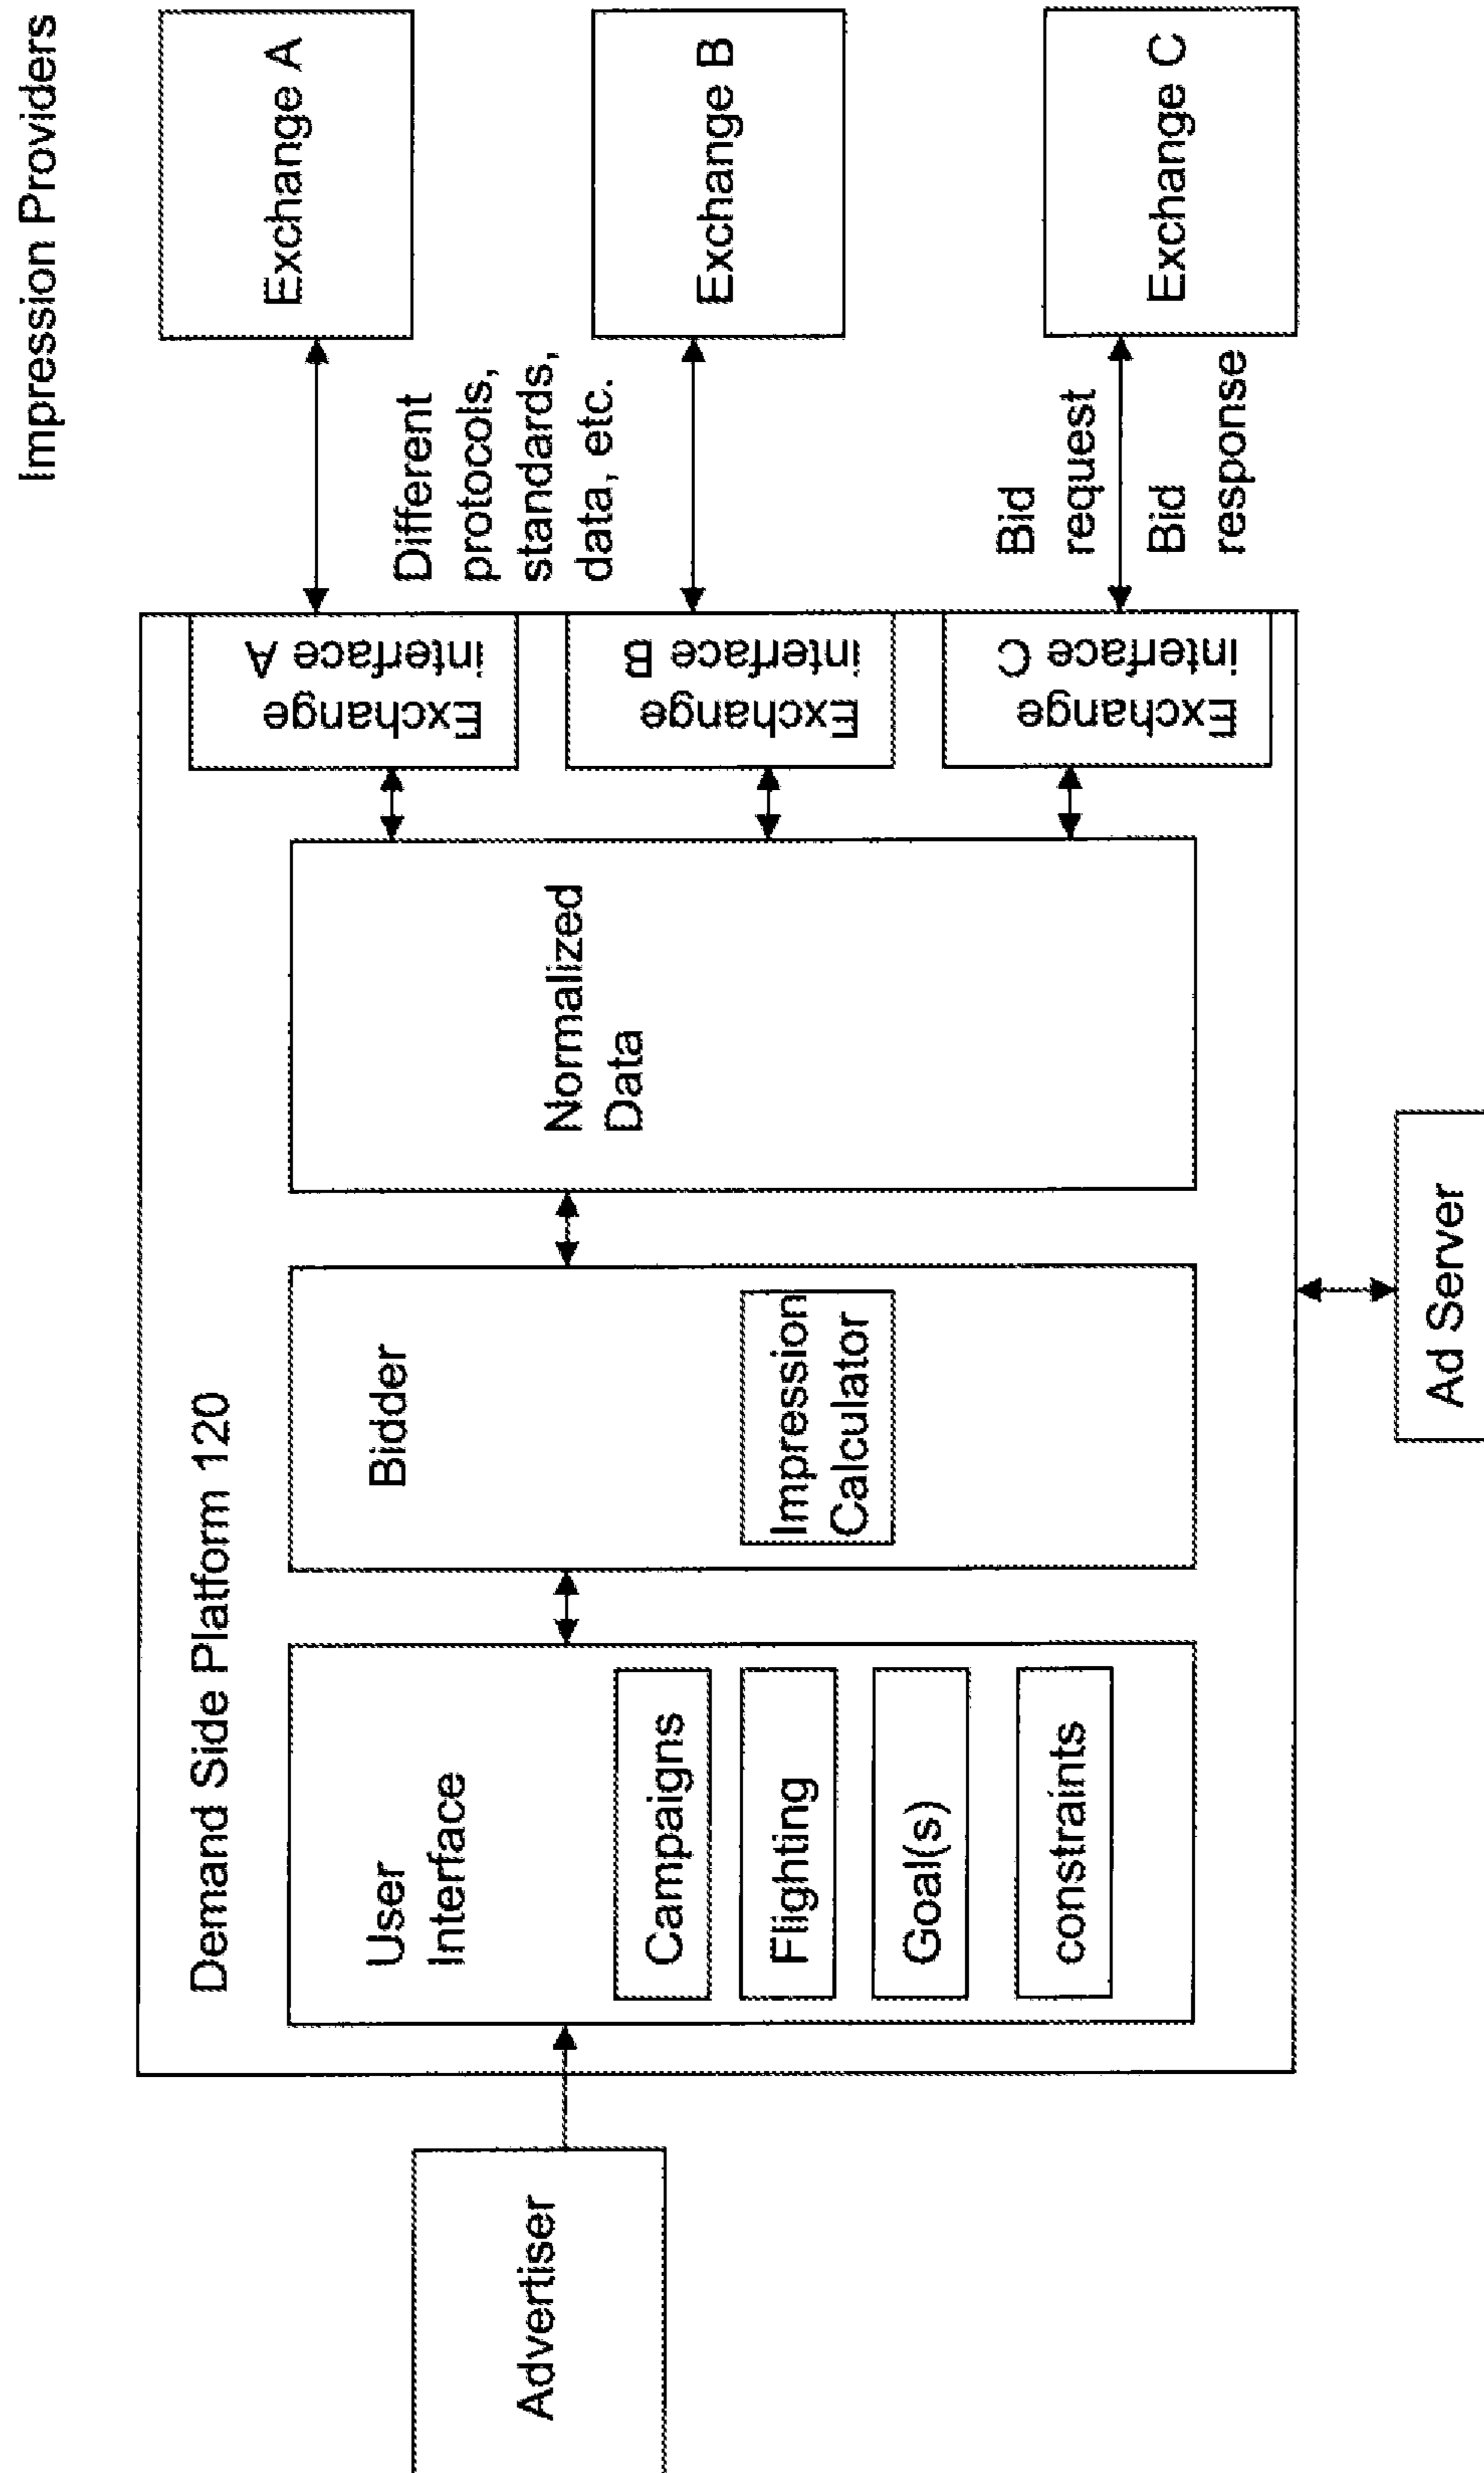 Impression Providers
Demand Side Platform 120
Advertiser
User
Interface
Campaigns
Flighting
Goal(s)
constraints
Bidder
Impression
Calculator
Normalized
Data
Exchange
interface A
Exchange
interface B
Exchange
interface C
Different
protocols,
standards,
data, etc.
Bid
request
Bid
response
Exchange A
Exchange B
Exchange C
Ad Server